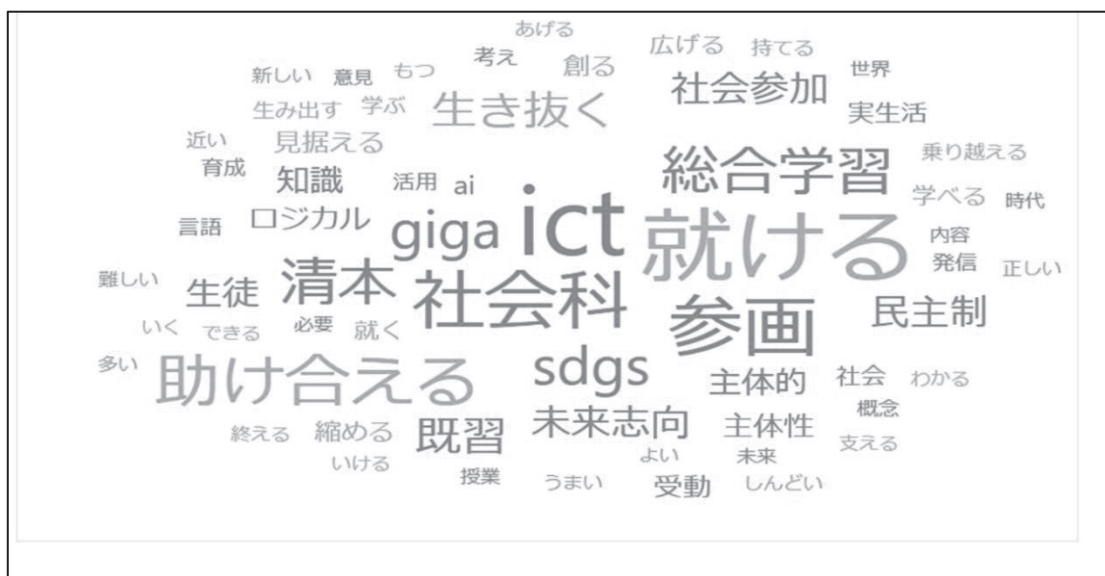 あげる
広げる 持てる
考え 創る
社会参加 世界
新しい 意見 もつ
生み出す 学ぶ 生き抜く 実生活
近い 見据える 総合学習 乗り越える
育成 知識 活用 ai 学べる 時代
言語 ロジカル giga ict 就ける 内容
発信 正しい
難しい 生徒 清本 社会科 参画 民主制
いく できる 必要 就く
多い 助け合える sdgs 主体的 社会 わかる
概念
終える 縮める 既習 未来志向 主体性 支える
いける よい 未来
授業 うまい 受動 しんどい